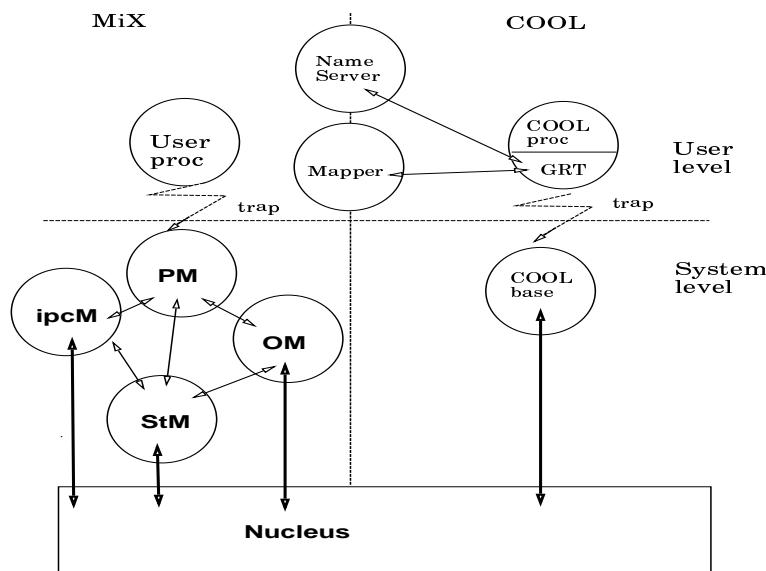 MiX
COOL
Name
Server
User
proc
Mapper
COOL
proc
GRT
User
level
trap
trap
PM
ipcM
OM
StM
COOL
base
System
level
Nucleus